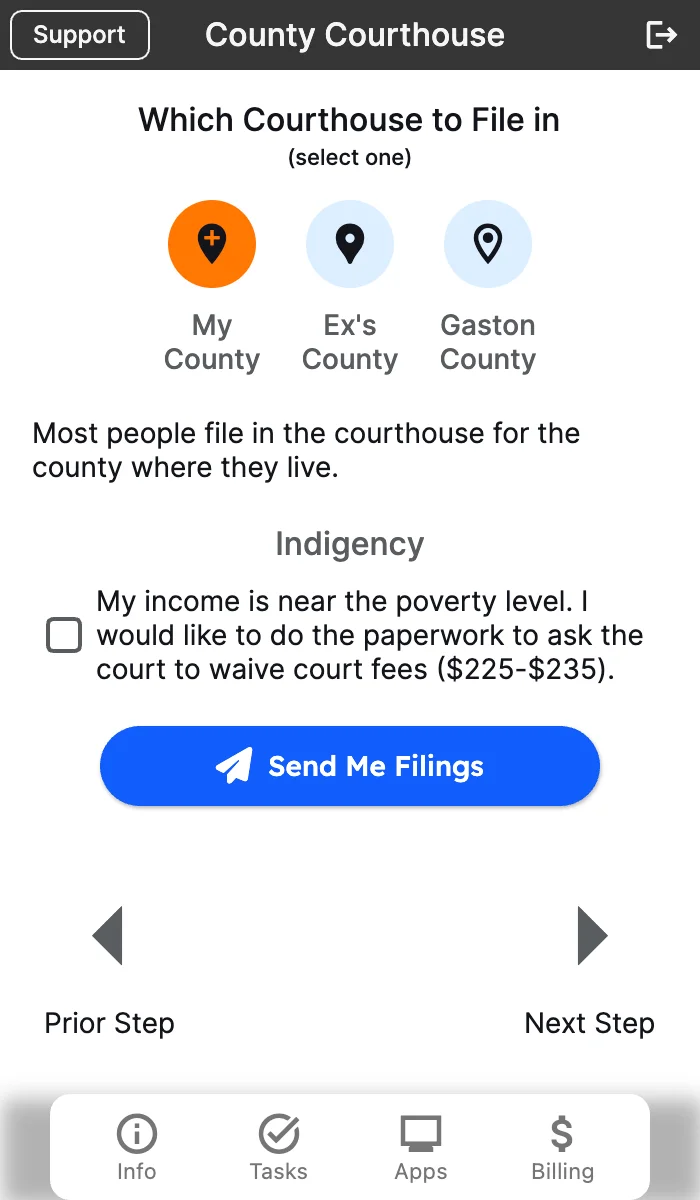 Support
County Courthouse
Which Courthouse to File in
(select one)
My
County
Ex's
County
Gaston
County
Most people file in the courthouse for the
county where they live.
Indigency
My income is near the poverty level. I
would like to do the paperwork to ask the
court to waive court fees ($225-$235).
Send Me Filings
Prior Step
Next Step
Info
Tasks
Apps
Billing